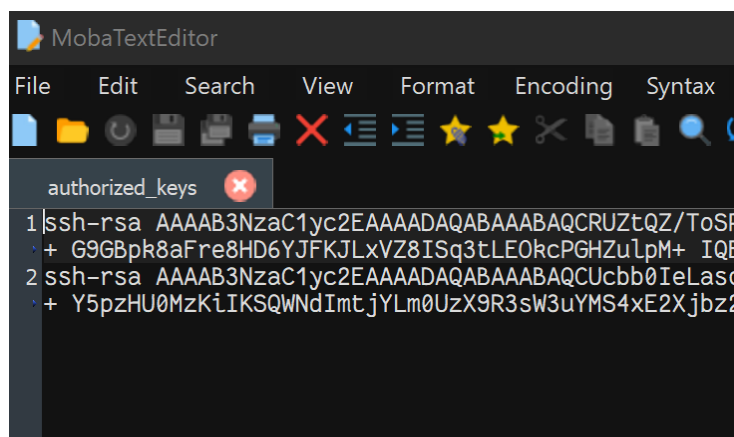 MobaTextEditor
File Edit Search View Format Encoding Syntax
authorized_keys
1 ssh-rsa AAAAB3NzaC1yc2EAAAADAQABAAABAQCRUZtQZ/ToSP
+ G9GBpk8aFre8HD6YJFKJLxVZ8ISq3tLEOkcPGHZulpM+ IQE
2 ssh-rsa AAAAB3NzaC1yc2EAAAADAQABAAABAQCUcbb0IeLaso
+ Y5pzHU0MzKiIKSQWNdImtjYLm0UzX9R3sW3uYMS4xE2Xjbz2